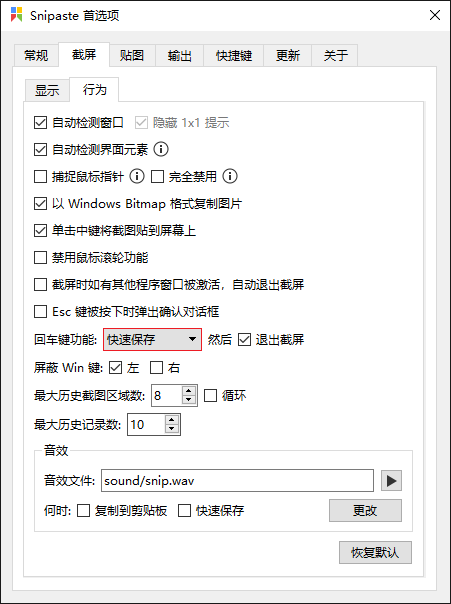 Snipaste 首选项
常规 截屏 贴图 输出 快捷键 更新 关于
显示 行为
自动检测窗口 隐藏 1x1 提示
自动检测界面元素
捕捉鼠标指针 完全禁用
以 Windows Bitmap 格式复制图片
单击中键将截图贴到屏幕上
禁用鼠标滚轮功能
截屏时如有其他程序窗口被激活，自动退出截屏
Esc 键被按下时弹出确认对话框
回车键功能: 快速保存 然后 退出截屏
屏蔽 Win 键: 左 右
最大历史截图区域数: 8 循环
最大历史记录数: 10
音效
音效文件: sound/snip.wav
何时: 复制到剪贴板 快速保存 更改
恢复默认